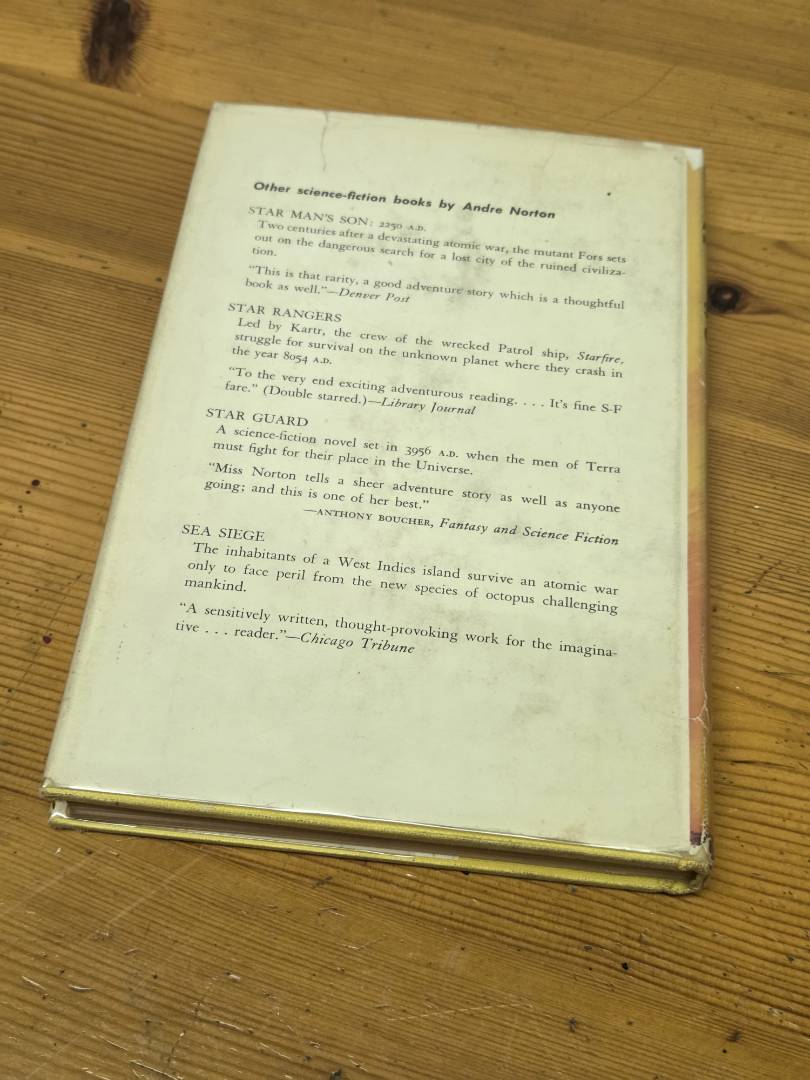 Other science-fiction books by Andre Norton
STAR MAN'S SON: 2250 A.D.
Two centuries after a devastating atomic war, the mutant Fors sets
out on the dangerous search for a lost city of the ruined civiliza-
tion.
"This is that rarity, a good adventure story which is a thoughtful
book as well."—Denver Post
STAR RANGERS
Led by Kartr, the crew of the wrecked Patrol ship, Starfire,
struggle for survival on the unknown planet where they crash in
the year 8054 A.D.
"To the very end exciting adventurous reading. . . . It's fine S-F
fare." (Double starred.)—Library Journal
STAR GUARD
A science-fiction novel set in 3956 A.D. when the men of Terra
must fight for their place in the Universe.
"Miss Norton tells a sheer adventure story as well as anyone
going; and this is one of her best."
—ANTHONY BOUCHER, Fantasy and Science Fiction
SEA SIEGE
The inhabitants of a West Indies island survive an atomic war
only to face peril from the new species of octopus challenging
mankind.
"A sensitively written, thought-provoking work for the imagina-
tive . . . reader."—Chicago Tribune